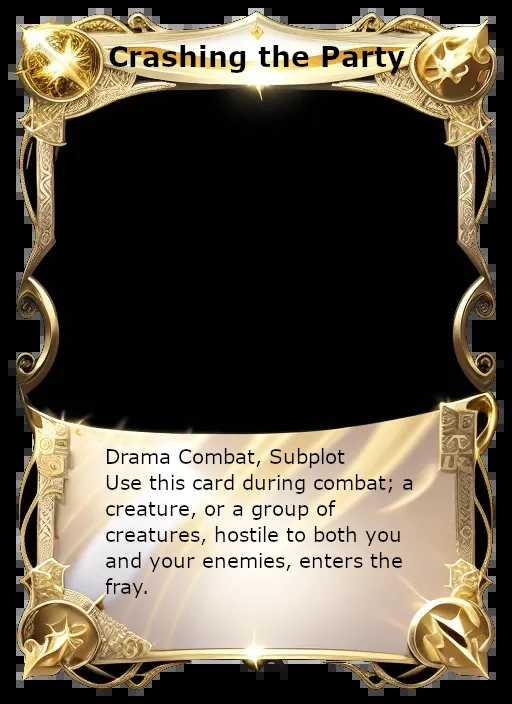 Crashing the Party
Drama Combat, Subplot
Use this card during combat; a
creature, or a group of
creatures, hostile to both you
and your enemies, enters the
fray.